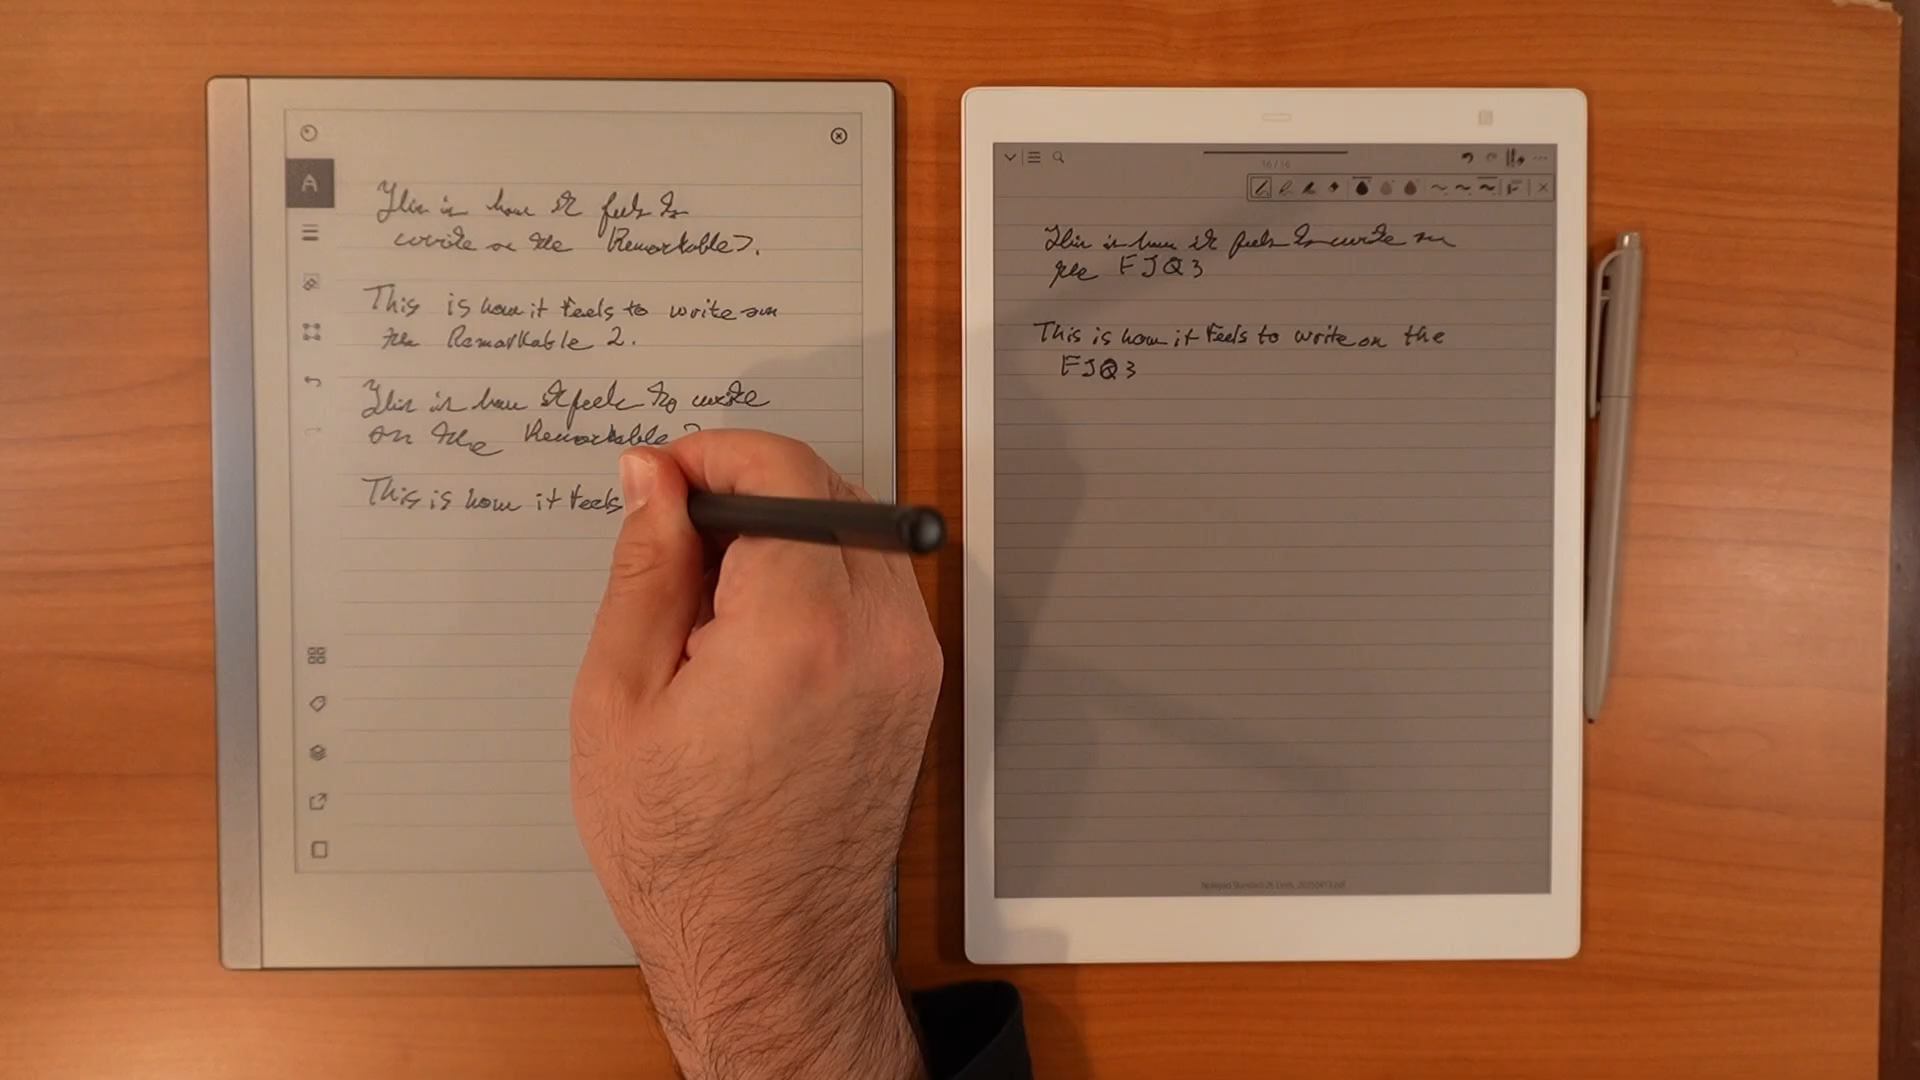 This is how it feels to
write on the Remarkable 2.
This is how it feels to write on
the Remarkable 2.
This is how it feels to write
on the Remarkable 2
This is how it feels
16/16
This is how it feels to write on
the FJQ3
This is how it feels to write on the
FJQ3